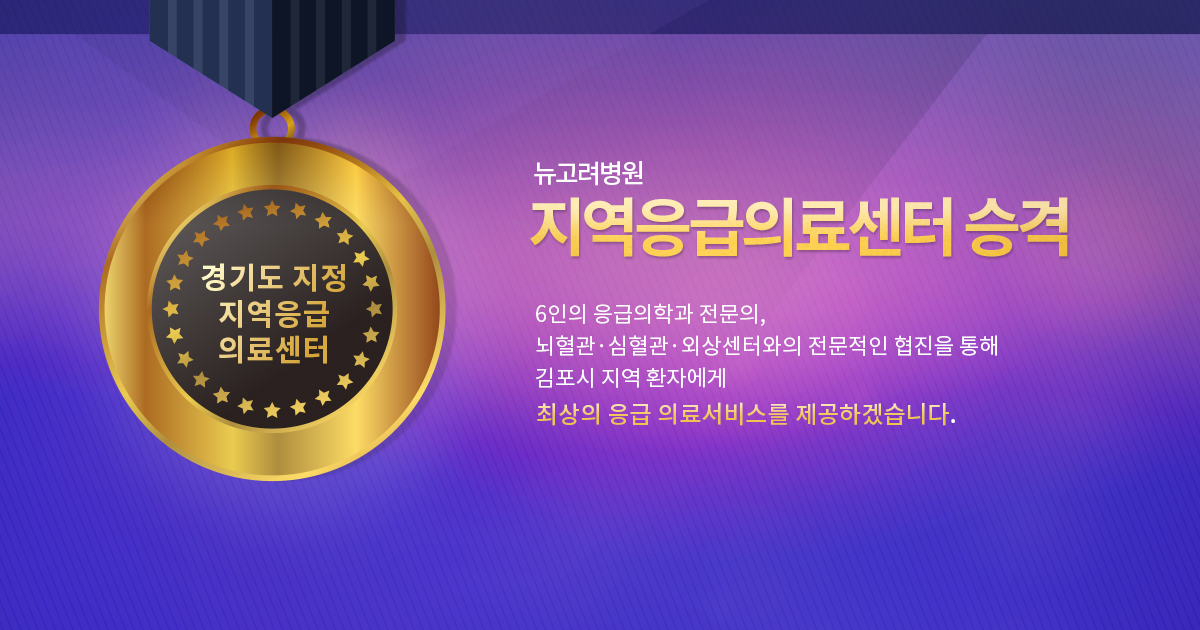 경기도 지정
지역응급
의료센터
뉴고려병원
지역응급의료센터 승격
6인의 응급의학과 전문의,
뇌혈관·심혈관·외상센터와의 전문적인 협진을 통해
김포시 지역 환자에게
최상의 응급 의료서비스를 제공하겠습니다.